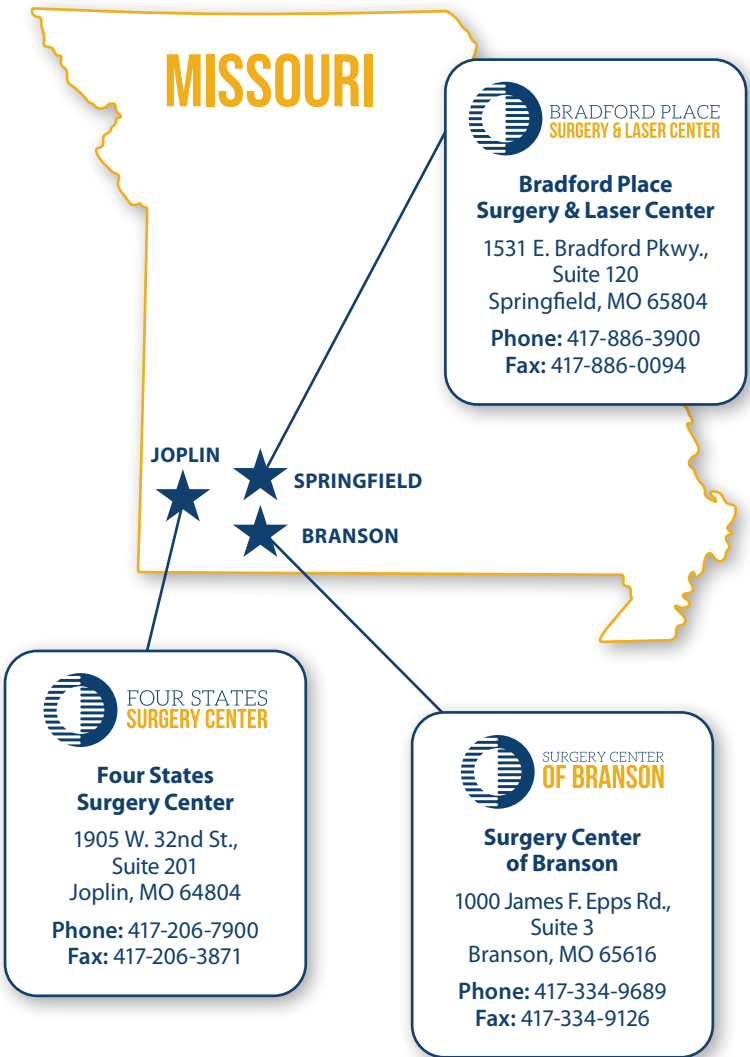 MISSOURI
BRADFORD PLACE
SURGERY & LASER CENTER
Bradford Place
Surgery & Laser Center
1531 E. Bradford Pkwy.,
Suite 120
Springfield, MO 65804
Phone: 417-886-3900
Fax: 417-886-0094
JOPLIN
SPRINGFIELD
BRANSON
FOUR STATES
SURGERY CENTER
Four States
Surgery Center
1905 W. 32nd St.,
Suite 201
Joplin, MO 64804
Phone: 417-206-7900
Fax: 417-206-3871
SURGERY CENTER
OF BRANSON
Surgery Center
of Branson
1000 James F. Epps Rd.,
Suite 3
Branson, MO 65616
Phone: 417-334-9689
Fax: 417-334-9126